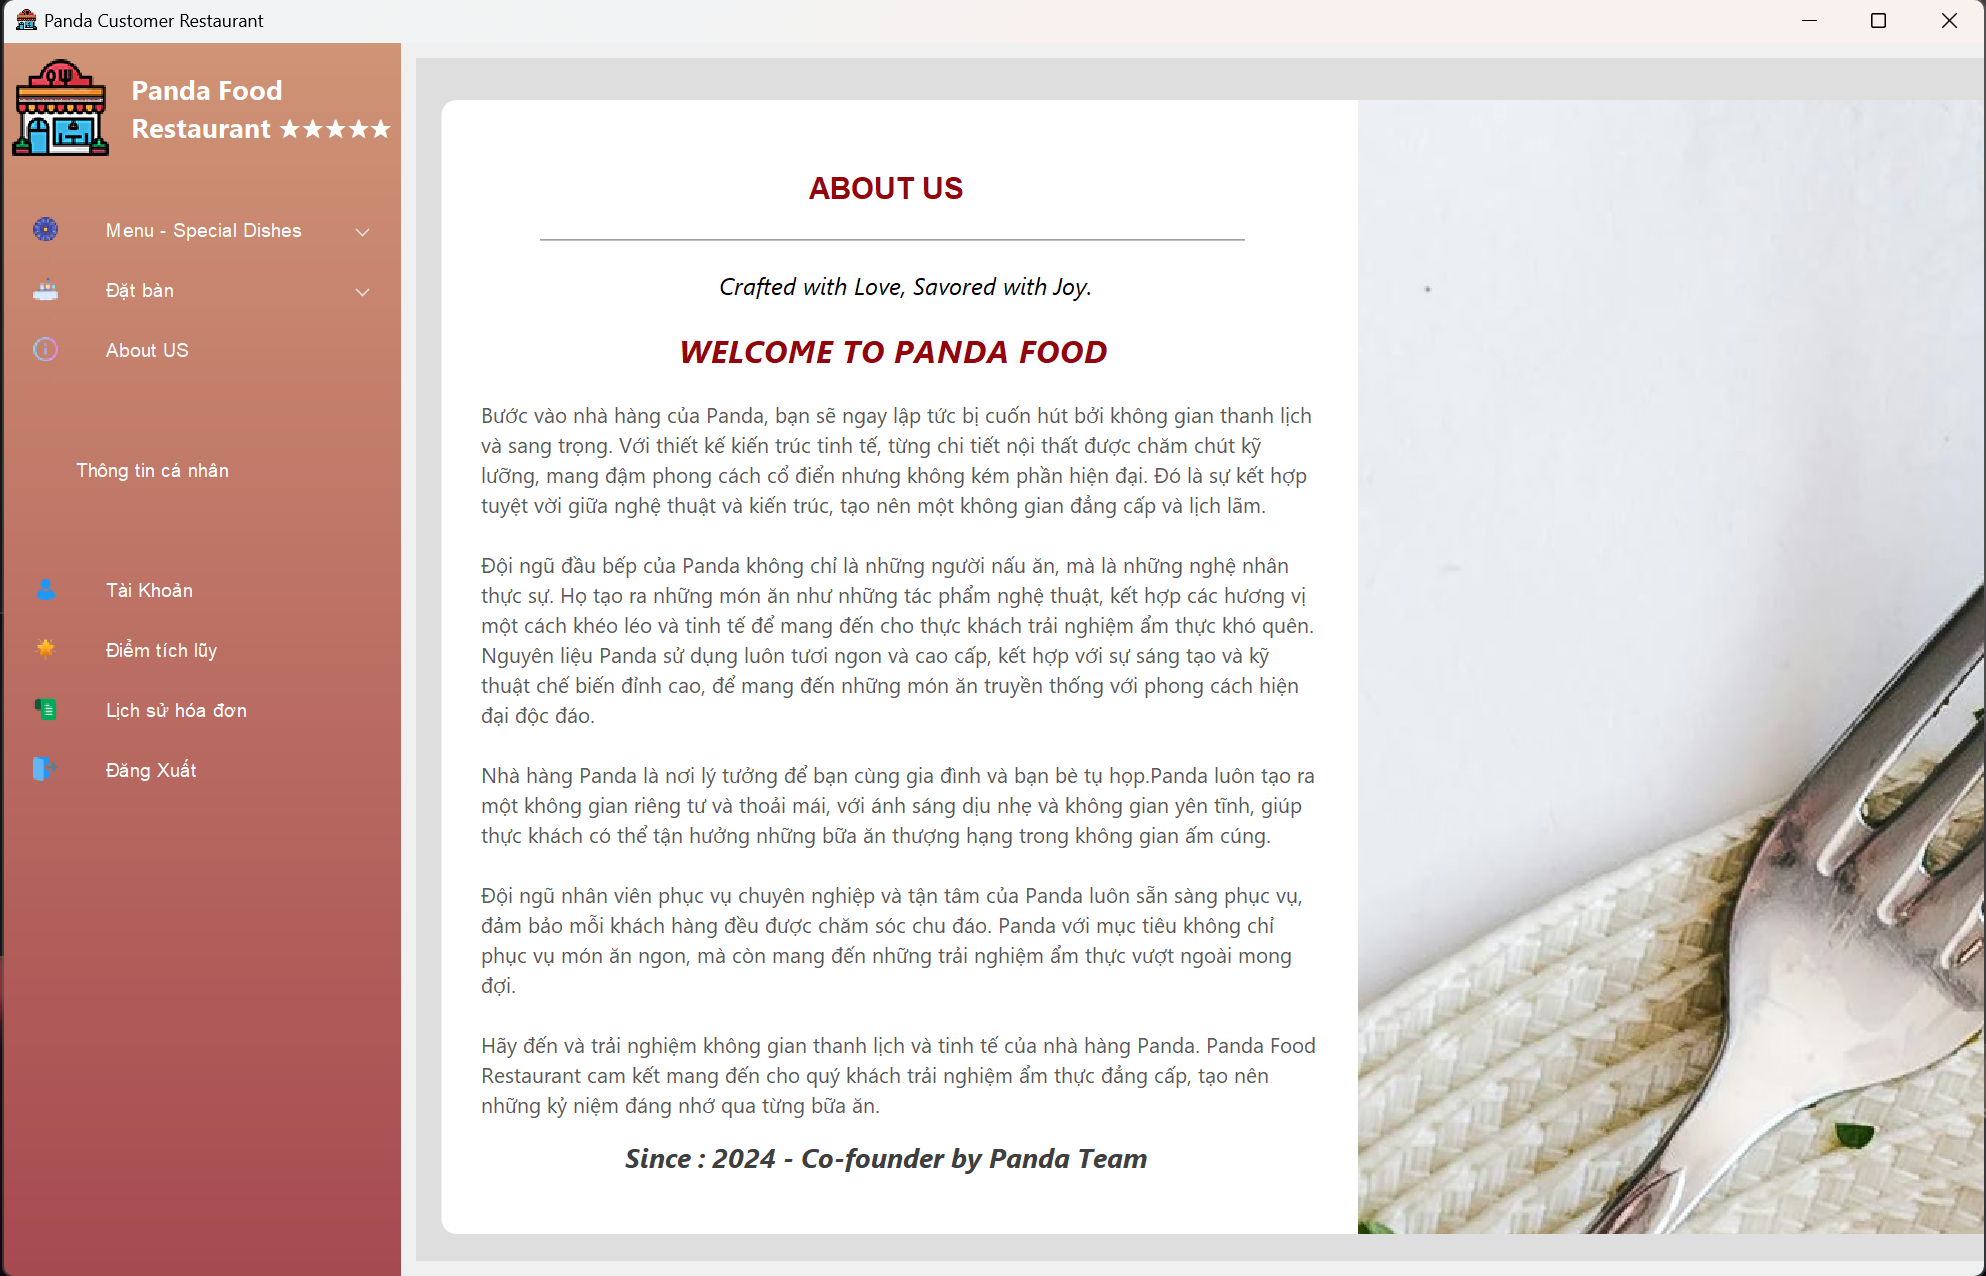 Panda Customer Restaurant
Panda Food
Restaurant ★★★★★
Menu - Special Dishes
Đặt bàn
About US
Thông tin cá nhân
Tài Khoản
Điểm tích lũy
Lịch sử hóa đơn
Đăng Xuất
ABOUT US
Crafted with Love, Savored with Joy.
WELCOME TO PANDA FOOD
Bước vào nhà hàng của Panda, bạn sẽ ngay lập tức bị cuốn hút bởi không gian thanh lịch
và sang trọng. Với thiết kế kiến trúc tinh tế, từng chi tiết nội thất được chăm chút kỹ
lưỡng, mang đậm phong cách cổ điển nhưng không kém phần hiện đại. Đó là sự kết hợp
tuyệt vời giữa nghệ thuật và kiến trúc, tạo nên một không gian đẳng cấp và lịch lãm.
Đội ngũ đầu bếp của Panda không chỉ là những người nấu ăn, mà là những nghệ nhân
thực sự. Họ tạo ra những món ăn như những tác phẩm nghệ thuật, kết hợp các hương vị
một cách khéo léo và tinh tế để mang đến cho thực khách trải nghiệm ẩm thực khó quên.
Nguyên liệu Panda sử dụng luôn tươi ngon và cao cấp, kết hợp với sự sáng tạo và kỹ
thuật chế biến đỉnh cao, để mang đến những món ăn truyền thống với phong cách hiện
đại độc đáo.
Nhà hàng Panda là nơi lý tưởng để bạn cùng gia đình và bạn bè tụ họp.Panda luôn tạo ra
một không gian riêng tư và thoải mái, với ánh sáng dịu nhẹ và không gian yên tĩnh, giúp
thực khách có thể tận hưởng những bữa ăn thượng hạng trong không gian ấm cúng.
Đội ngũ nhân viên phục vụ chuyên nghiệp và tận tâm của Panda luôn sẵn sàng phục vụ,
đảm bảo mỗi khách hàng đều được chăm sóc chu đáo. Panda với mục tiêu không chỉ
phục vụ món ăn ngon, mà còn mang đến những trải nghiệm ẩm thực vượt ngoài mong
đợi.
Hãy đến và trải nghiệm không gian thanh lịch và tinh tế của nhà hàng Panda. Panda Food
Restaurant cam kết mang đến cho quý khách trải nghiệm ẩm thực đẳng cấp, tạo nên
những kỷ niệm đáng nhớ qua từng bữa ăn.
Since : 2024 - Co-founder by Panda Team